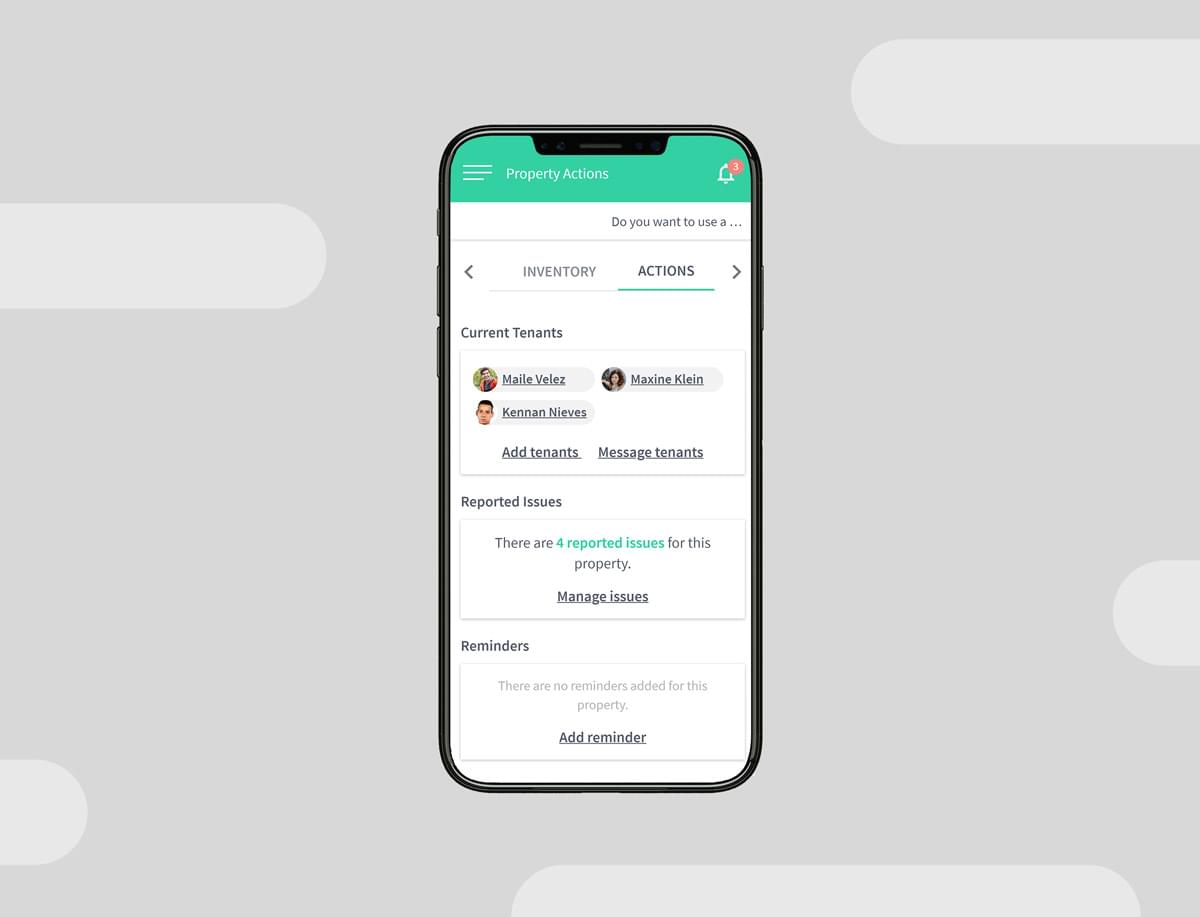 Property Actions
3
Do you want to use a …
INVENTORY
ACTIONS
Current Tenants
Maile Velez
Maxine Klein
Kennan Nieves
Add tenants
Message tenants
Reported Issues
There are 4 reported issues for this
property.
Manage issues
Reminders
There are no reminders added for this
property.
Add reminder